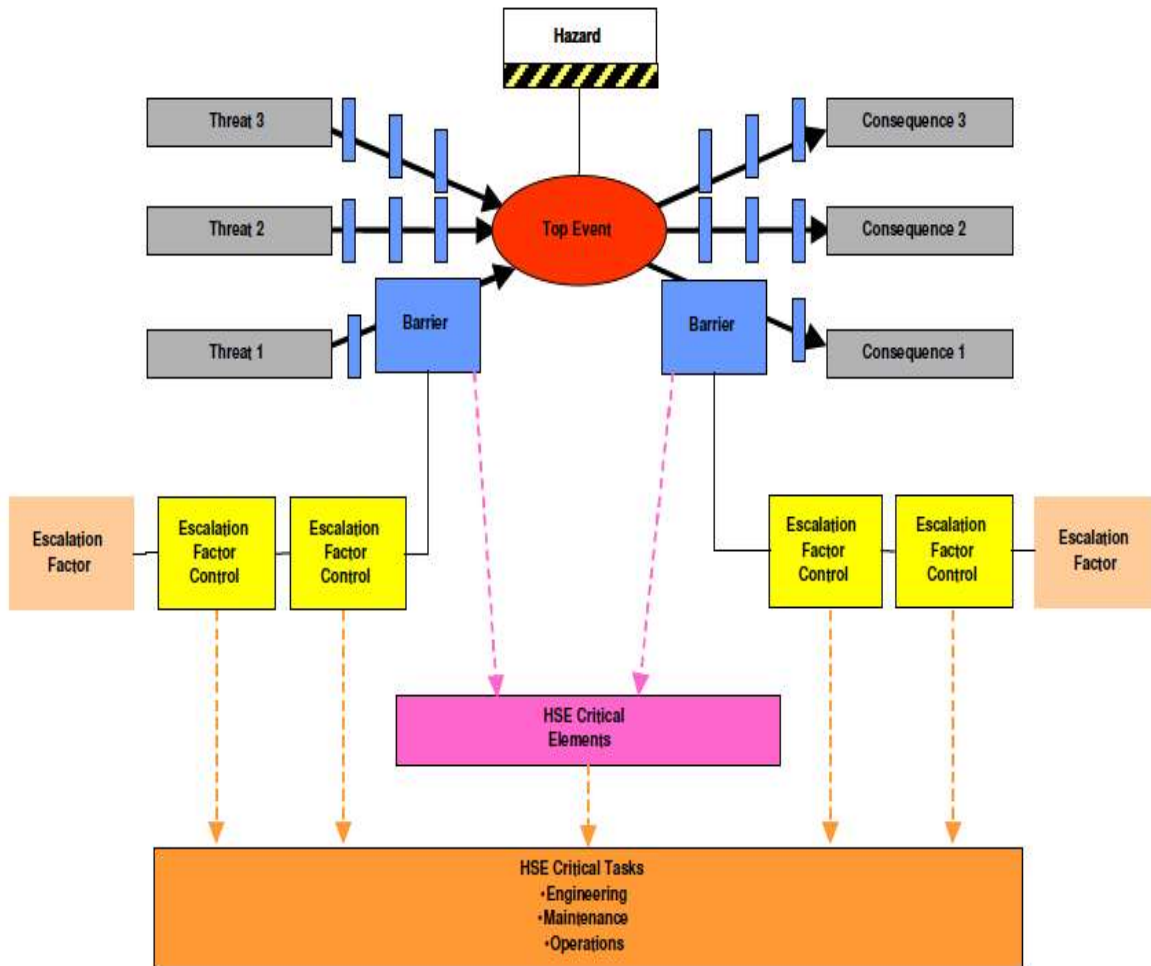 Hazard
Threat 3
Consequence 3
Threat 2
Top Event
Consequence 2
Barrier
Barrier
Threat 1
Consequence 1
Escalation
Factor
Escalation
Factor
Control
Escalation
Factor
Control
Escalation
Factor
Control
Escalation
Factor
Control
Escalation
Factor
HSE Critical
Elements
HSE Critical Tasks
•Engineering
•Maintenance
•Operations